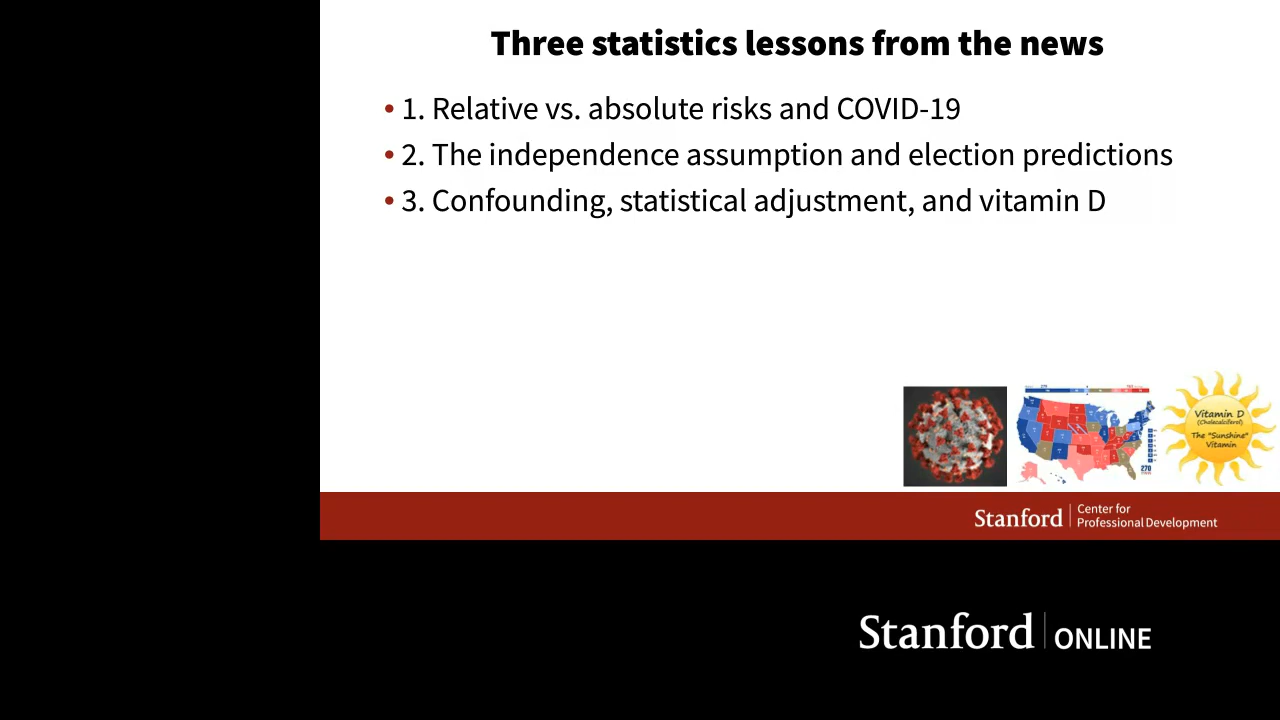 Three statistics lessons from the news
• 1. Relative vs. absolute risks and COVID-19
• 2. The independence assumption and election predictions
• 3. Confounding, statistical adjustment, and vitamin D
270
Vitamin D
(Cholecalciferol)
The "Sunshine"
Vitamin
Stanford
Center for
Professional Development
Stanford ONLINE